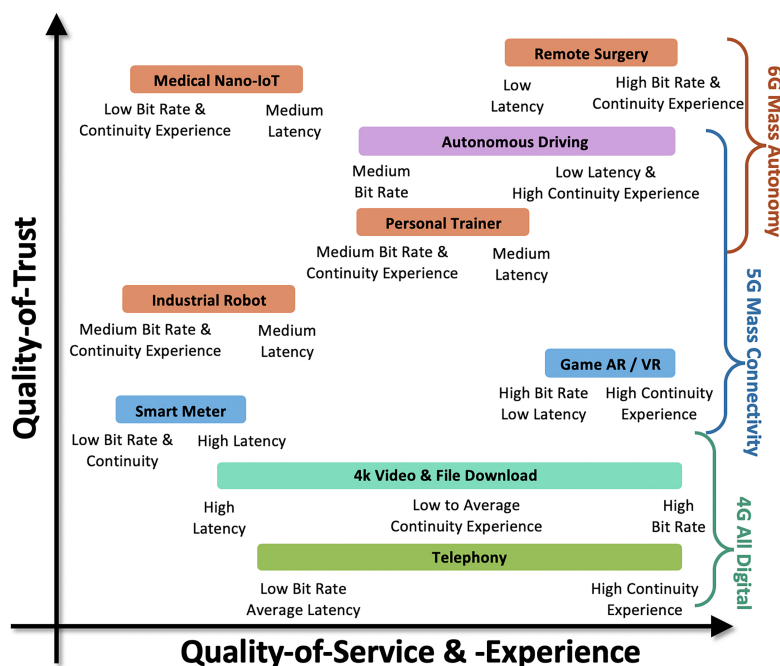 Remote Surgery
Medical Nano-IoT
Low
Latency
High Bit Rate &
Continuity Experience
Low Bit Rate &
Continuity Experience
Medium
Latency
Autonomous Driving
Medium
Bit Rate
Low Latency &
High Continuity Experience
Personal Trainer
Medium Bit Rate &
Continuity Experience
Medium
Latency
Industrial Robot
Medium Bit Rate &
Continuity Experience
Medium
Latency
Game AR / VR
High Bit Rate
Low Latency
High Continuity
Experience
Smart Meter
Low Bit Rate &
Continuity
High Latency
4k Video & File Download
High
Latency
Low to Average
Continuity Experience
High
Bit Rate
Telephony
Low Bit Rate
Average Latency
High Continuity
Experience
6G Mass Autonomy
5G Mass Connectivity
4G All Digital
Quality-of-Trust
Quality-of-Service & -Experience